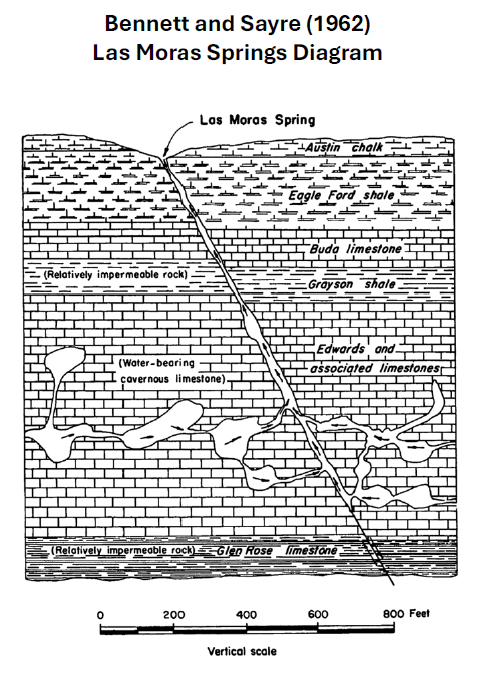 Bennett and Sayre (1962)
Las Moras Springs Diagram
Las Moras Spring
Austin chalk
Eagle Ford shale
Buda limestone
(Relatively impermeable rock)
Grayson shale
Edwards and
associated limestones
(Water-bearing
cavernous limestone)
(Relatively impermeable rock)
Glen Rose limestone
0 200 400 600 800 Feet
Vertical scale